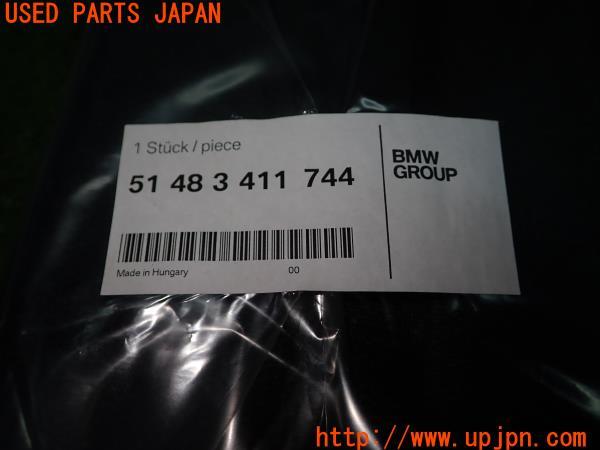 USED PARTS JAPAN
1 Stück / piece
51 48 3 411 744
BMW
GROUP
Made in Hungary
00
http://www.upjpn.com